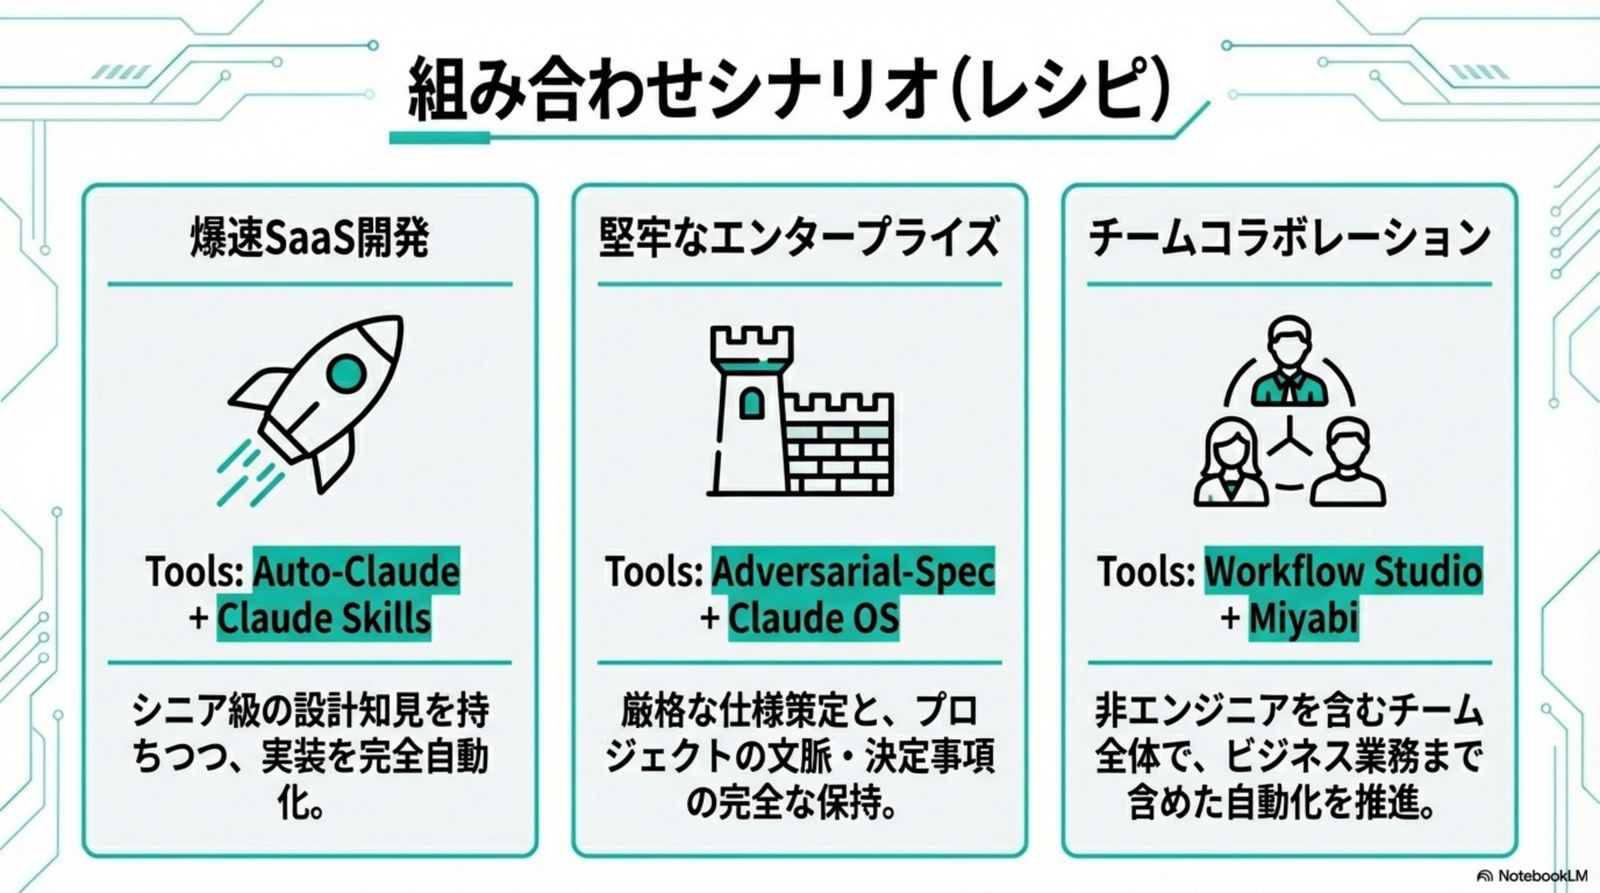 組み合わせシナリオ(レシピ)
爆速SaaS開発
Tools: Auto-Claude
+ Claude Skills
シニア級の設計知見を持
ちつつ、実装を完全自動
化。
堅牢なエンタープライズ
Tools: Adversarial-Spec
+ Claude OS
厳格な仕様策定と、プロ
ジェクトの文脈・決定事項
の完全な保持。
チームコラボレーション
Tools: Workflow Studio
+ Miyabi
非エンジニアを含むチーム
全体で、ビジネス業務まで
含めた自動化を推進。
NotebookLM